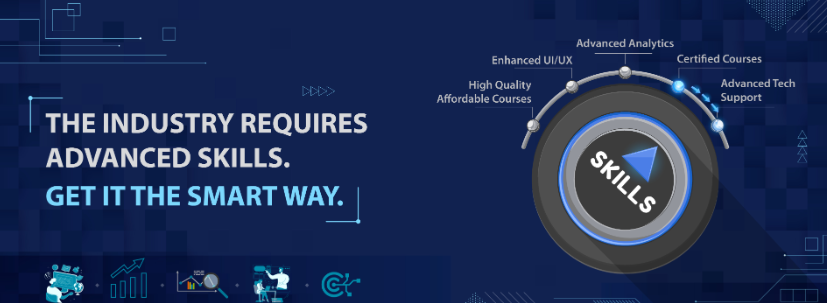 THE INDUSTRY REQUIRES
ADVANCED SKILLS.
GET IT THE SMART WAY.
High Quality
Affordable Courses
Enhanced UI/UX
Advanced Analytics
Certified Courses
Advanced Tech
Support
SKILLS